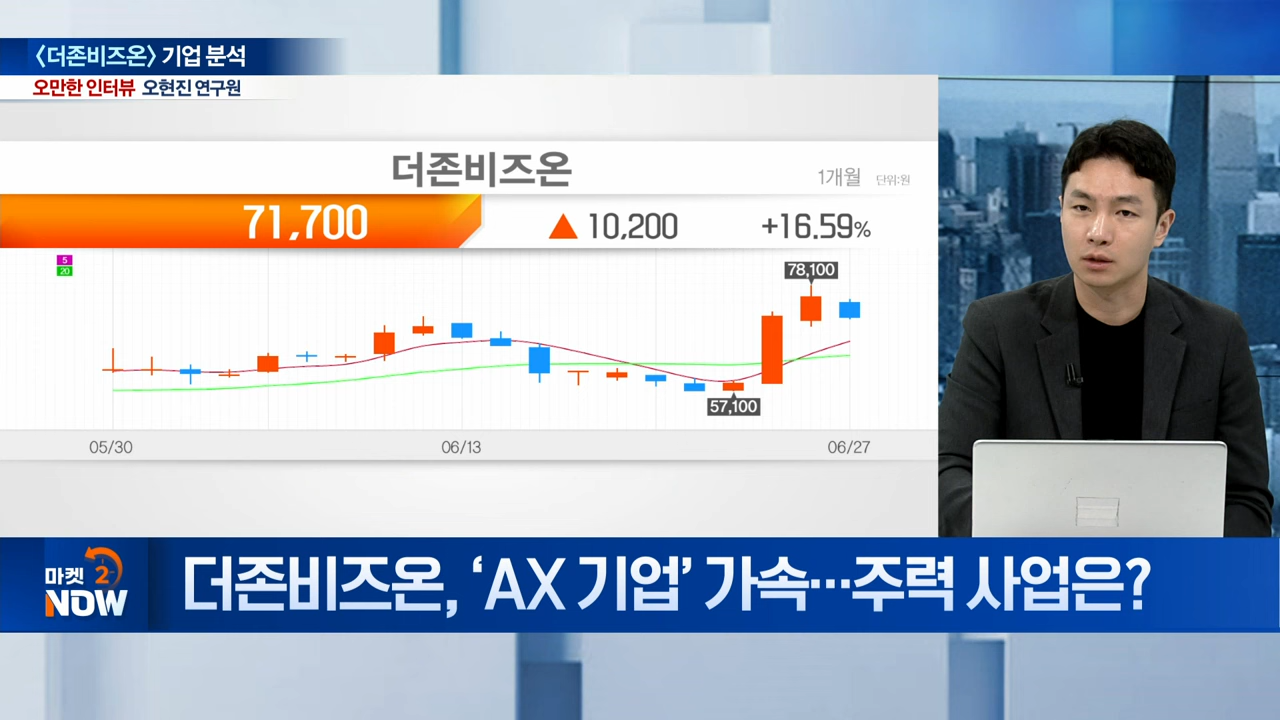 〈더존비즈온〉 기업 분석
오만한 인터뷰 오현진 연구원
더존비즈온
1개월 단위:원
71,700 ▲ 10,200 +16.59%
5
20
78,100
57,100
05/30 06/13 06/27
마켓 2
NOW
더존비즈온, ‘AX 기업’ 가속…주력 사업은?